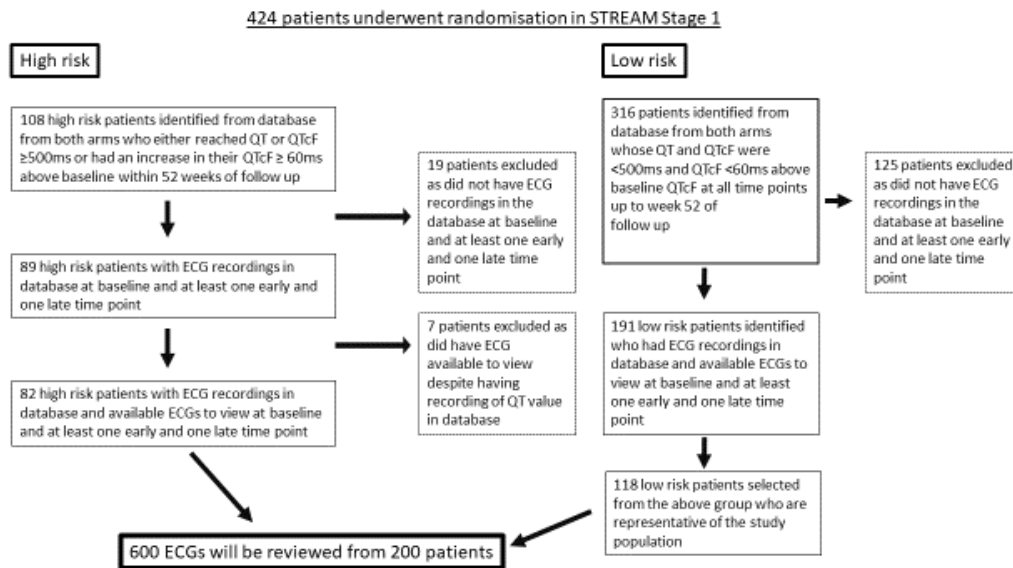 424 patients underwent randomisation in STREAM Stage 1
High risk
108 high risk patients identified from database
from both arms who either reached QT or QTcF
≥500ms or had an increase in their QTcF ≥ 60ms
above baseline within 52 weeks of follow up
19 patients excluded
as did not have ECG
recordings in the
database at baseline
and at least one early
and one late time
point
89 high risk patients with ECG recordings in
database at baseline and at least one early and
one late time point
7 patients excluded as
did have ECG
available to view
despite having
recording of QT value
in database
82 high risk patients with ECG recordings in
database and available ECGs to view at baseline
and at least one early and one late time point
Low risk
316 patients identified from
database from both arms
whose QT and QTcF were
<500ms and QTcF <60ms above
baseline QTcF at all time points
up to week 52 of
follow up
125 patients excluded
as did not have ECG
recordings in the
database at baseline
and at least one early
and one late time
point
191 low risk patients identified
who had ECG recordings in
database and available ECGs to
view at baseline and at least
one early and one late time
point
118 low risk patients selected
from the above group who are
representative of the study
population
600 ECGs will be reviewed from 200 patients